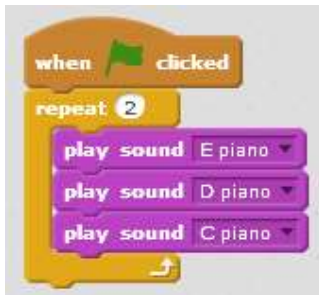 when clicked
repeat 2
play sound E piano
play sound D piano
play sound C piano